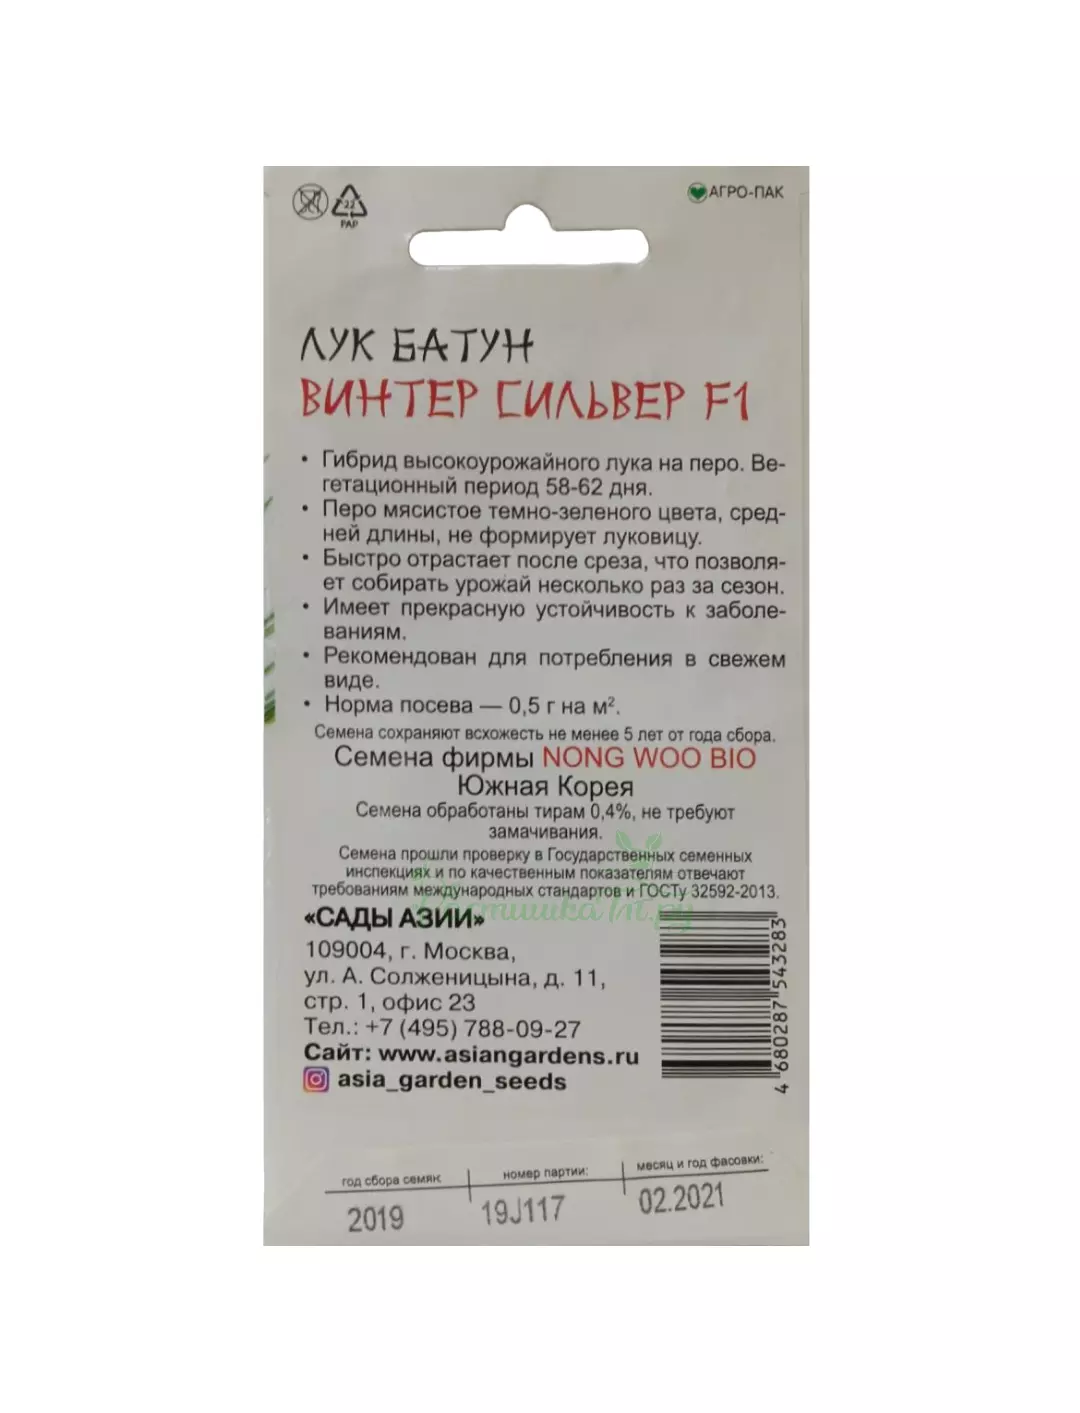 22
PAP
АГРО-ПАК
ЛУК БАТУН
ВИНТЕР СИЛЬВЕР F1
• Гибрид высокоурожайного лука на перо. Ве-
гетационный период 58-62 дня.
• Перо мясистое темно-зеленого цвета, сред-
ней длины, не формирует луковицу.
• Быстро отрастает после среза, что позволя-
ет собирать урожай несколько раз за сезон.
• Имеет прекрасную устойчивость к заболе-
ваниям.
• Рекомендован для потребления в свежем
виде.
• Норма посева — 0,5 г на м².
Семена сохраняют всхожесть не менее 5 лет от года сбора.
Семена фирмы NONG WOO BIO
Южная Корея
Семена обработаны тирам 0,4%, не требуют
замачивания.
Семена прошли проверку в Государственных семенных
инспекциях и по качественным показателям отвечают
требованиям международных стандартов и ГОСТу 32592-2013.
РастишкаТт.ру
«САДЫ АЗИИ»
109004, г. Москва,
ул. А. Солженицына, д. 11,
стр. 1, офис 23
Тел.: +7 (495) 788-09-27
Сайт: www.asiangardens.ru
asia_garden_seeds
4 680287 543283
год сбора семян: номер партии: месяц и год фасовки:
2019 19J117 02.2021